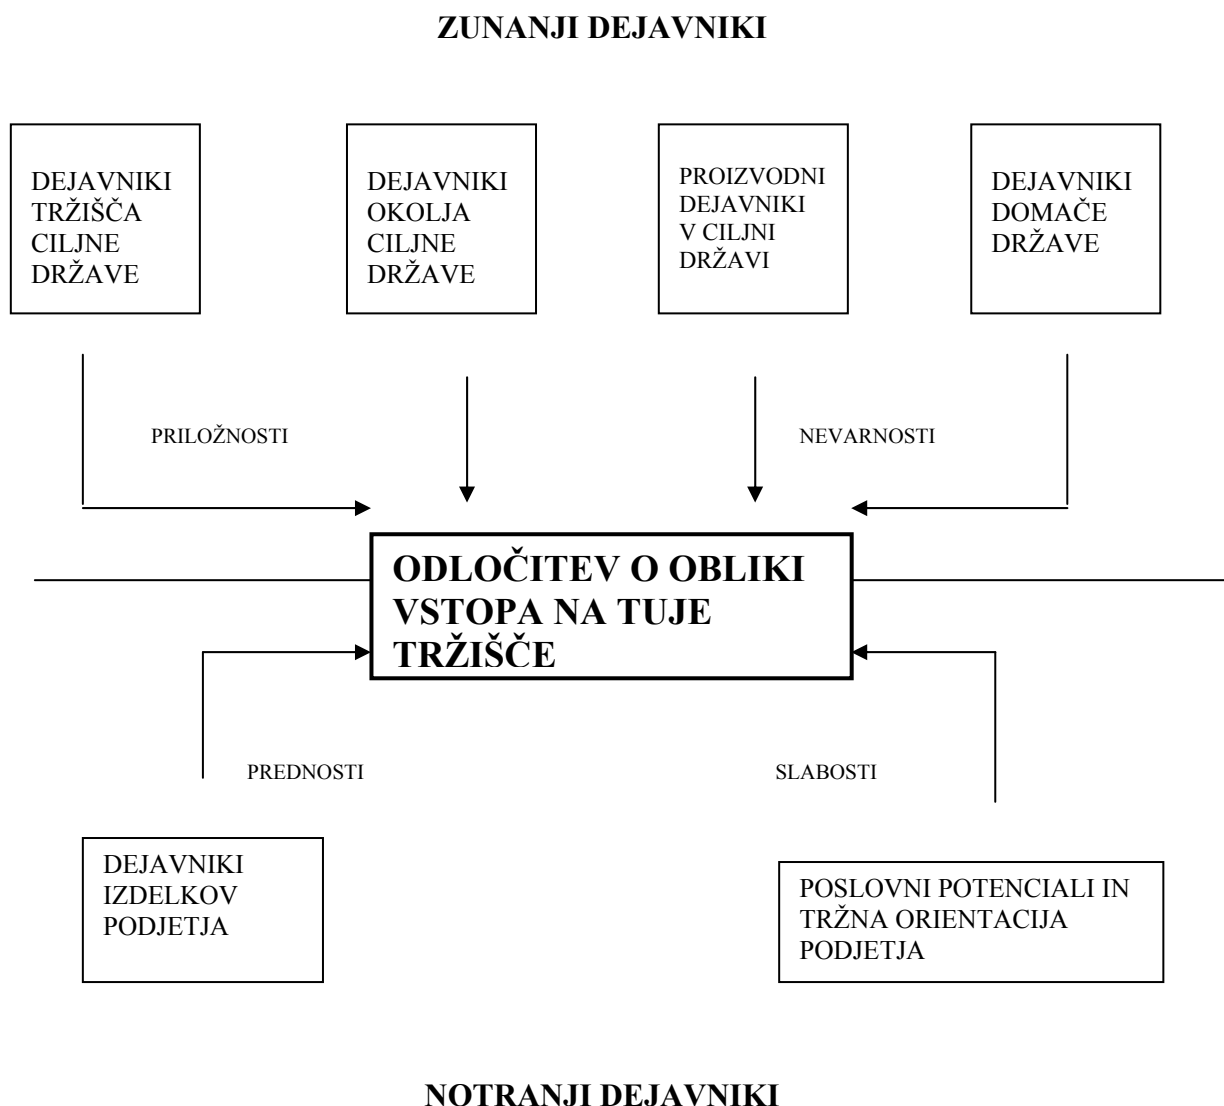 ZUNANJI DEJAVNIKI
DEJAVNIKI
TRŽIŠČA
CILJNE
DRŽAVE
DEJAVNIKI
OKOLJA
CILJNE
DRŽAVE
PROIZVODNI
DEJAVNIKI
V CILJNI
DRŽAVI
DEJAVNIKI
DOMAČE
DRŽAVE
PRILOŽNOSTI
NEVARNOSTI
ODLOČITEV O OBLIKI
VSTOPA NA TUJE
TRŽIŠČE
PREDNOSTI
SLABOSTI
DEJAVNIKI
IZDELKOV
PODJETJA
POSLOVNI POTENCIALI IN
TRŽNA ORIENTACIJA
PODJETJA
NOTRANJI DEJAVNIKI